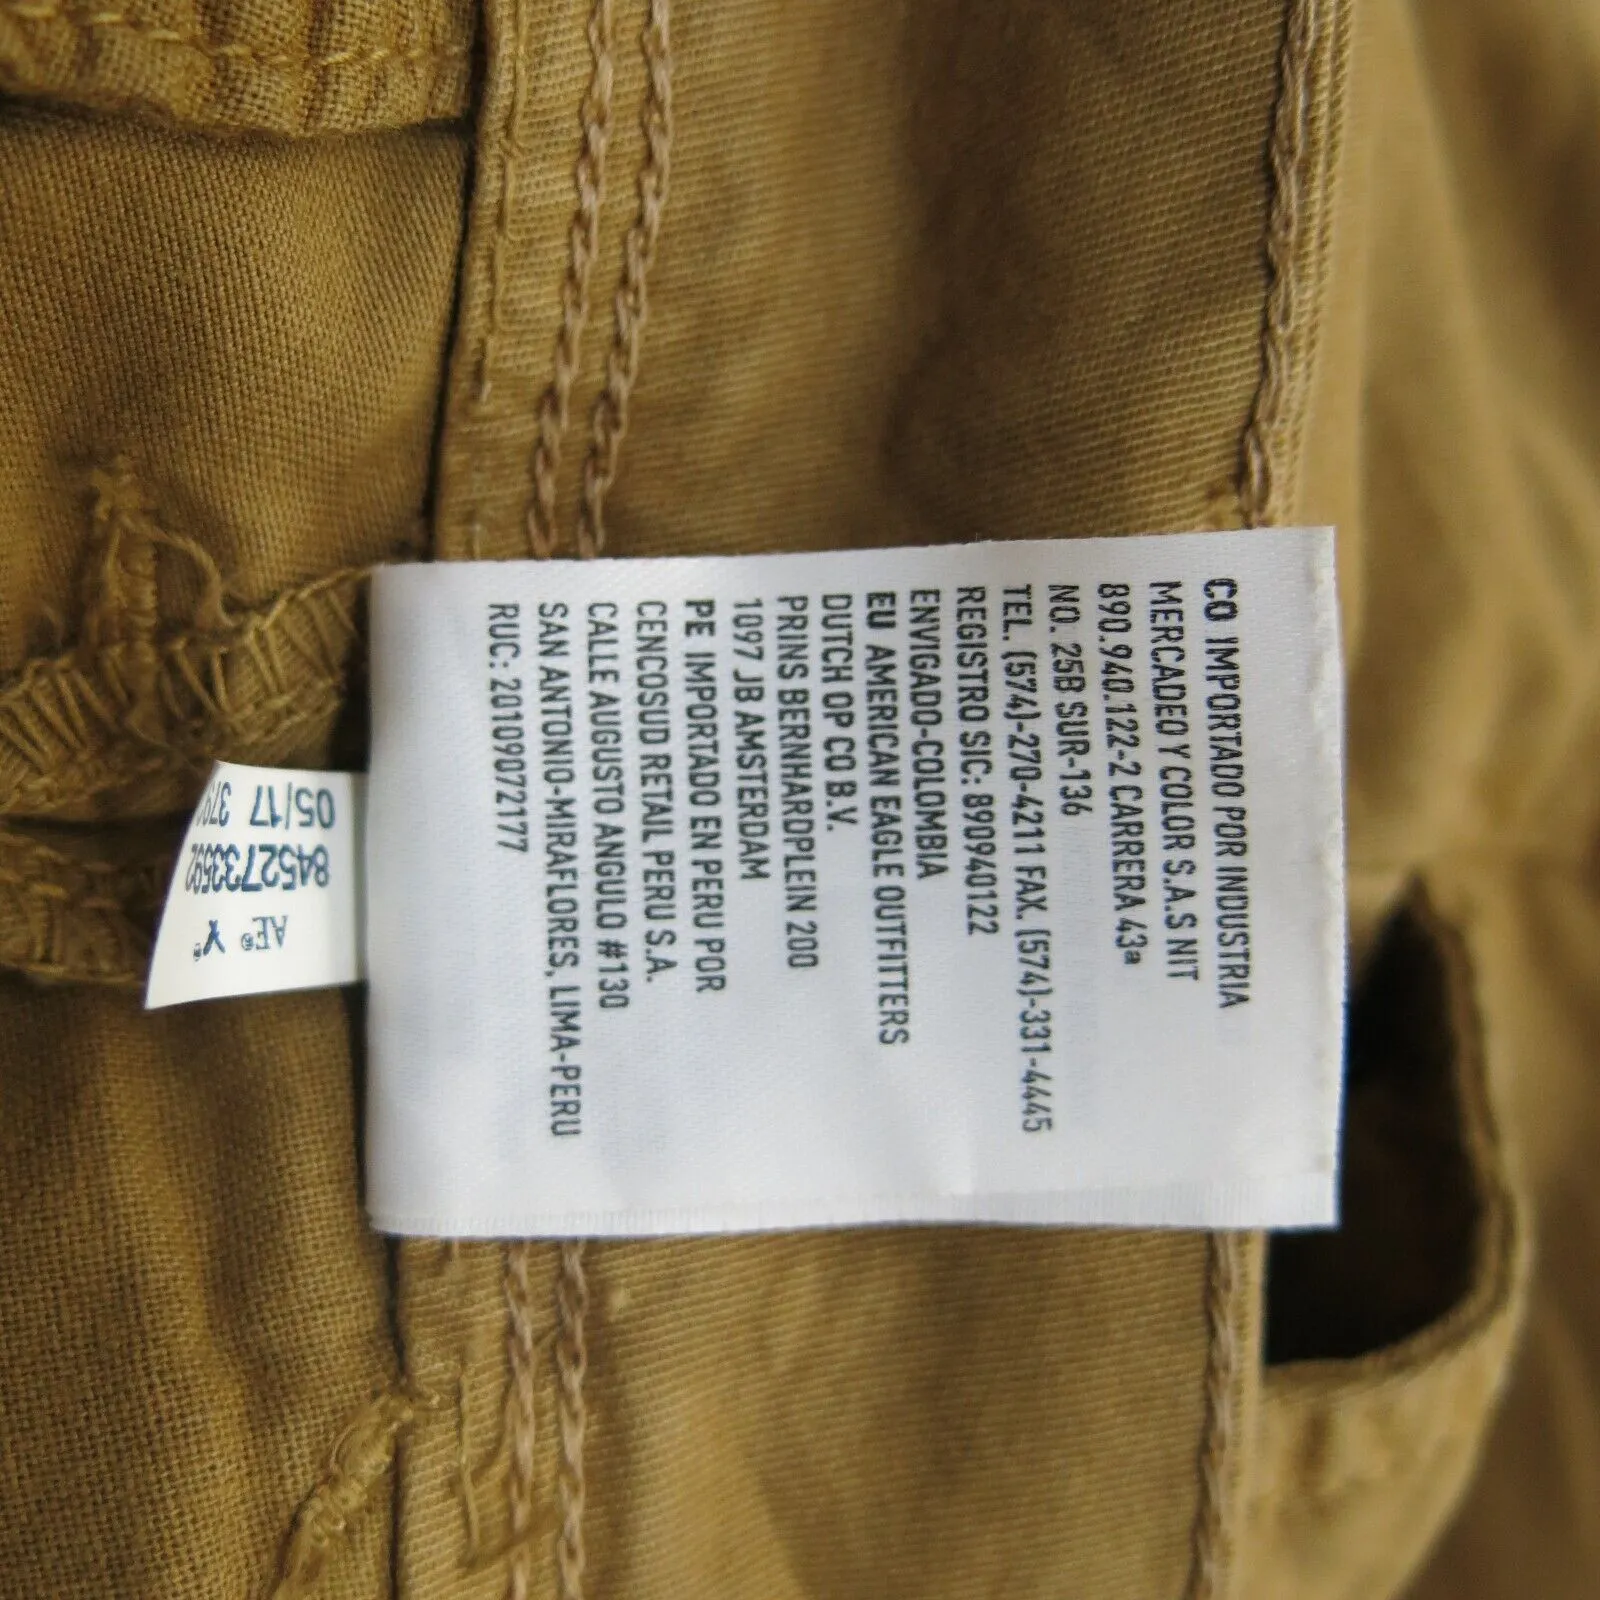 CO IMPORTADO POR INDUSTRIA
MERCADEO Y COLOR S.A.S NIT
890.940.122-2 CARRERA 43a
NO. 25B SUR-136
TEL. (574)-270-4211 FAX. (574)-331-4445
REGISTRO SIC: 890940122
ENVIGADO-COLOMBIA
EU AMERICAN EAGLE OUTFITTERS
DUTCH OP CO B.V.
PRINS BERNHARDPLEIN 200
1097 JB AMSTERDAM
PE IMPORTADO EN PERU POR
CENCOSUD RETAIL PERU S.A.
CALLE AUGUSTO ANGULO #130
SAN ANTONIO-MIRAFLORES, LIMA-PERU
RUC: 20109072177
AE®
8452733592
05/17